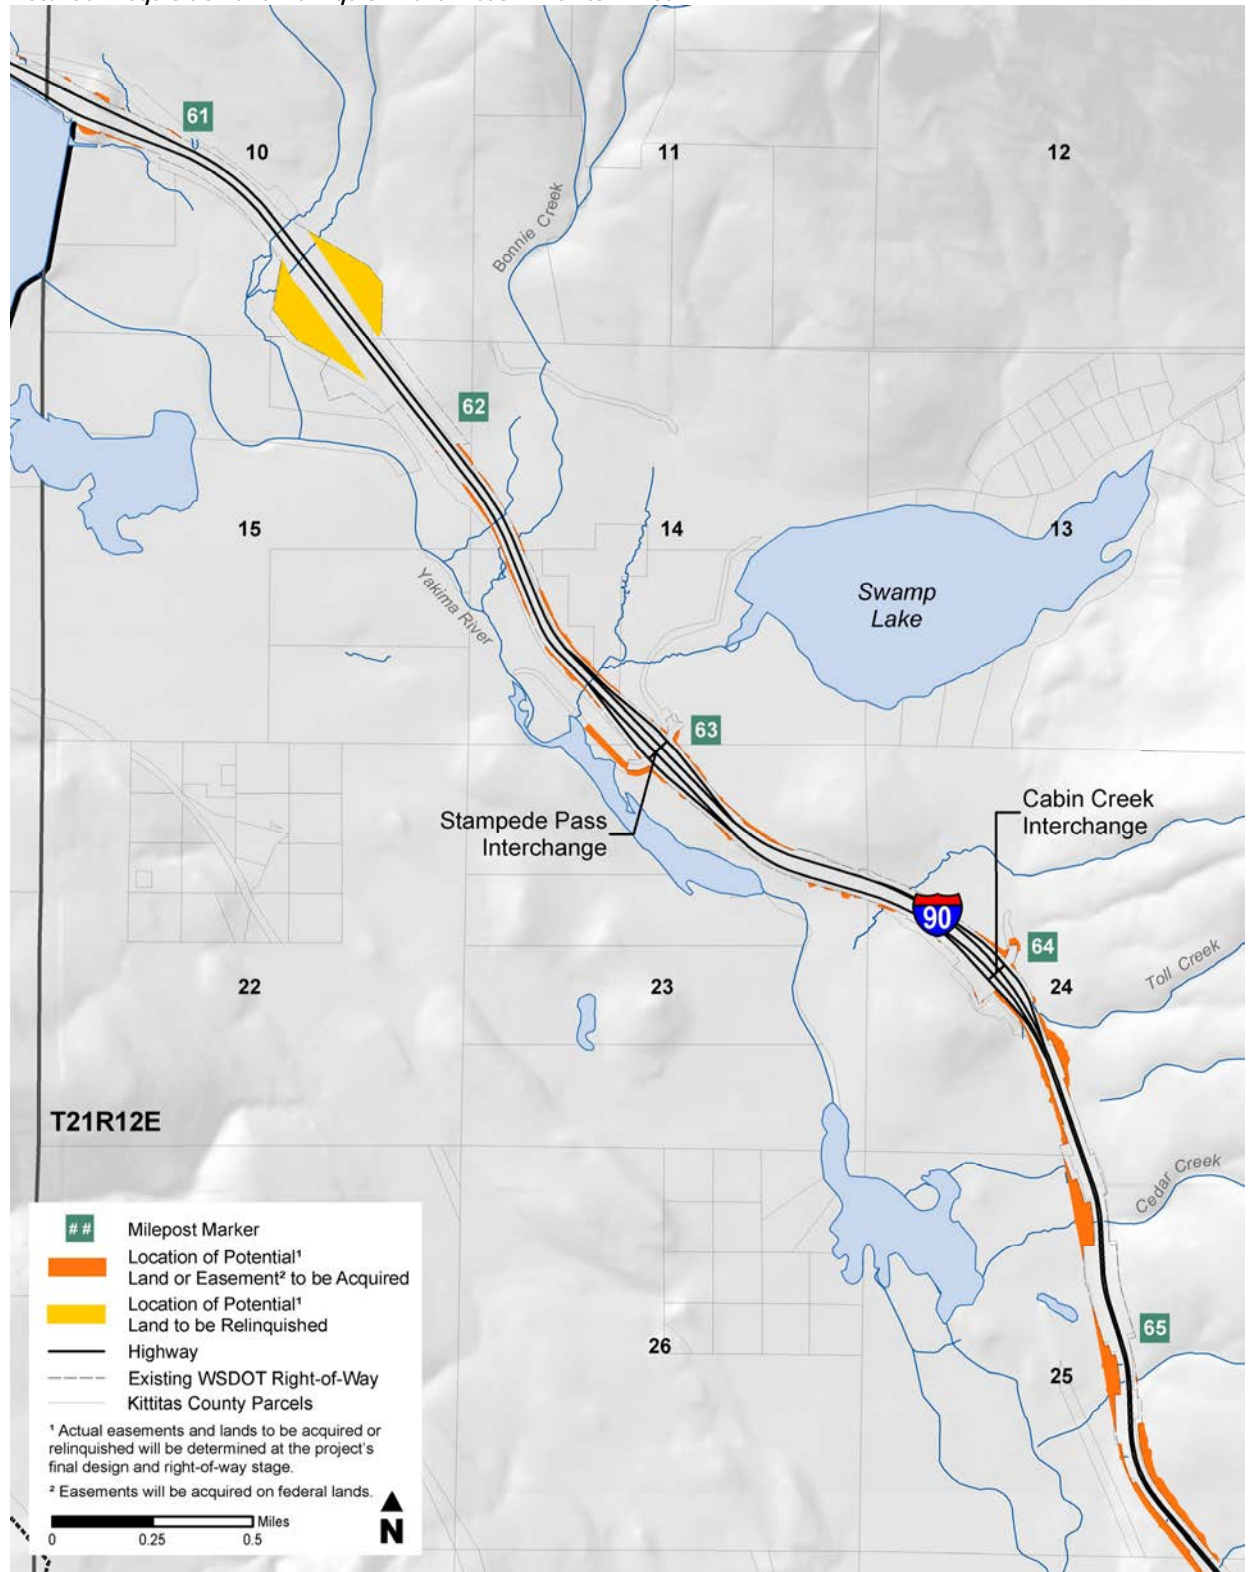 61
10
11
12
Bonnie Creek
62
15
14
13
Yakima River
Swamp
Lake
63
Stampede Pass
Interchange
Cabin Creek
Interchange
90
64
22
23
24
Toll Creek
T21R12E
Cedar Creek
65
26
25
##
Milepost Marker
Location of Potential¹
Land or Easement² to be Acquired
Location of Potential¹
Land to be Relinquished
Highway
Existing WSDOT Right-of-Way
Kittitas County Parcels
¹ Actual easements and lands to be acquired or
relinquished will be determined at the project's
final design and right-of-way stage.
² Easements will be acquired on federal lands.
Miles
0 0.25 0.5
N